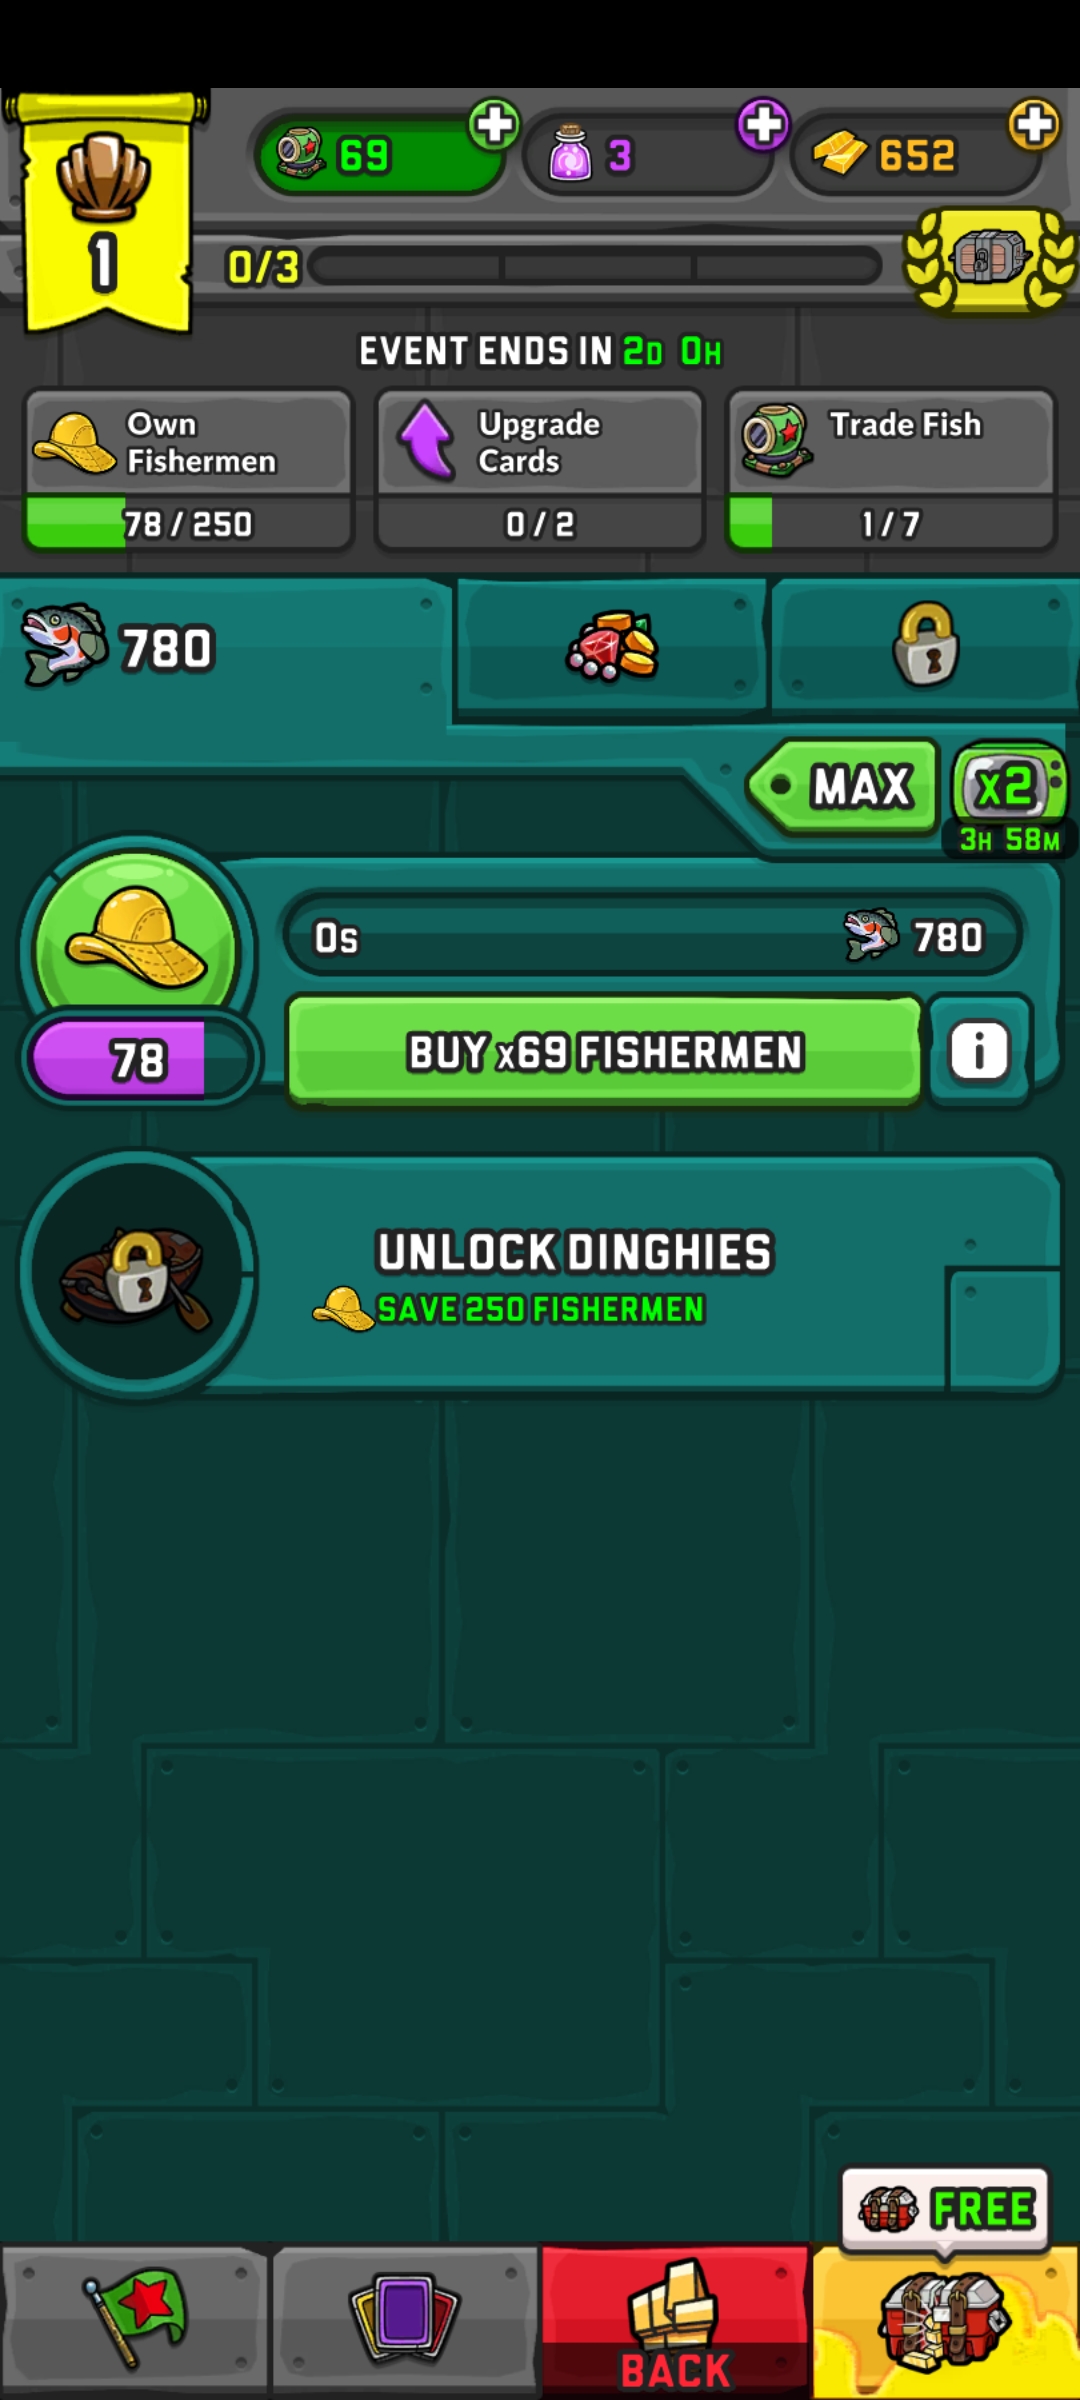 69
3
652
1
0/3
EVENT ENDS IN 2D 0H
Own
Fishermen
Upgrade
Cards
Trade Fish
78 / 250
0 / 2
1 / 7
780
MAX
x2
3H 58M
0s
780
78
BUY x69 FISHERMEN
i
UNLOCK DINGHIES
SAVE 250 FISHERMEN
FREE
BACK